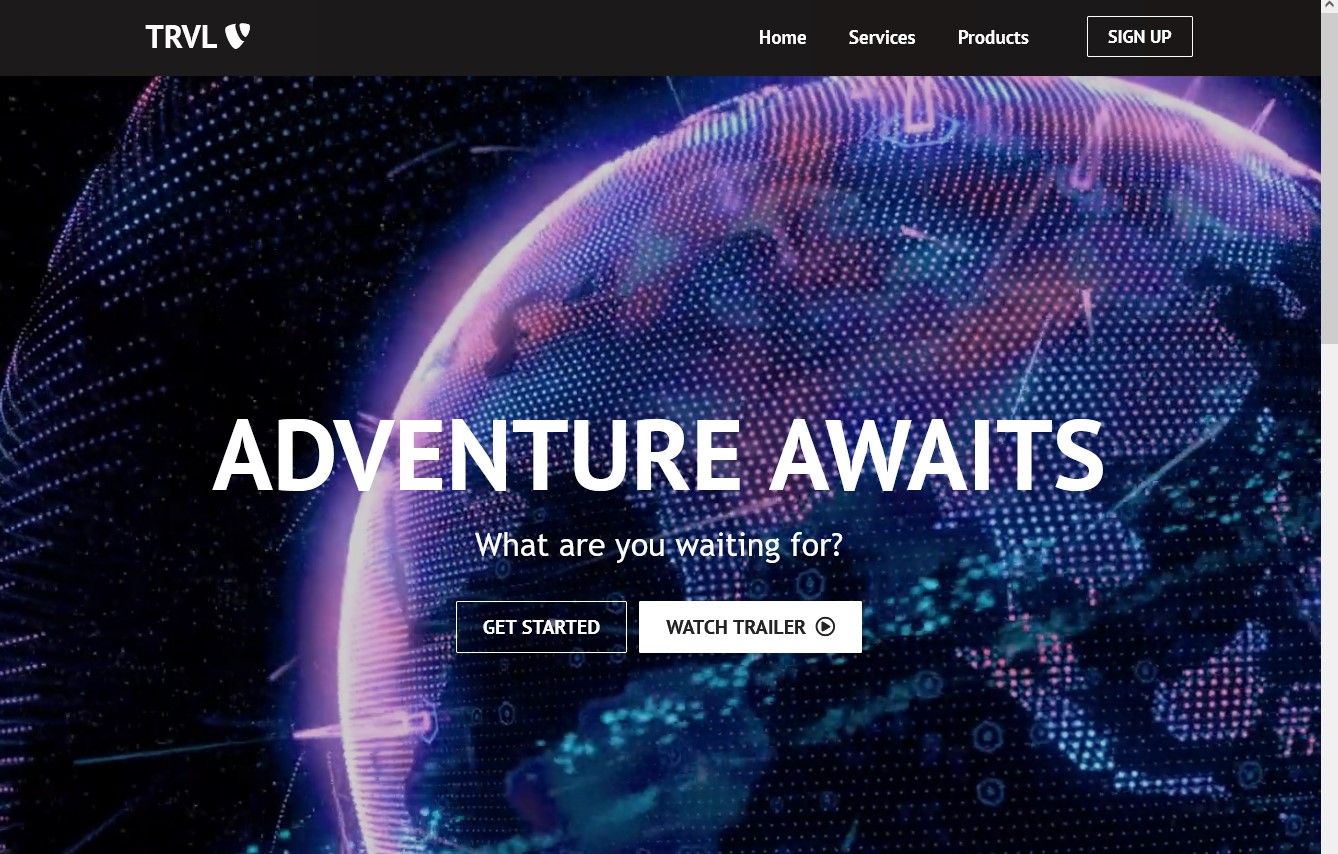 TRVL
Home Services Products SIGN UP
ADVENTURE AWAITS
What are you waiting for?
GET STARTED WATCH TRAILER